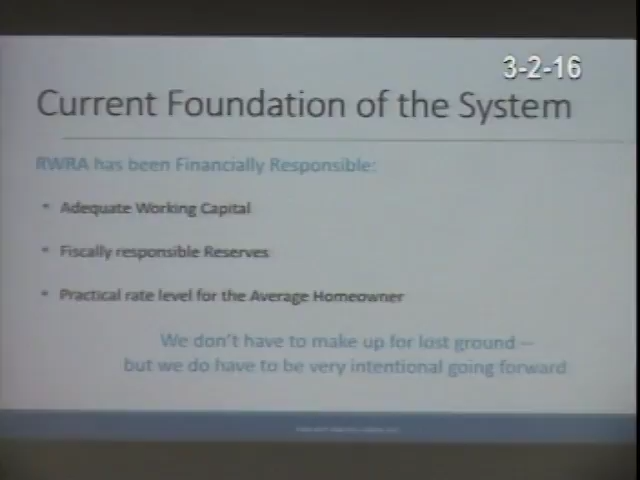 3-2-16
Current Foundation of the System
RWRA has been Financially Responsible:
• Adequate Working Capital
• Fiscally responsible Reserves
• Practical rate level for the Average Homeowner
We don't have to make up for lost ground –
but we do have to be very intentional going forward